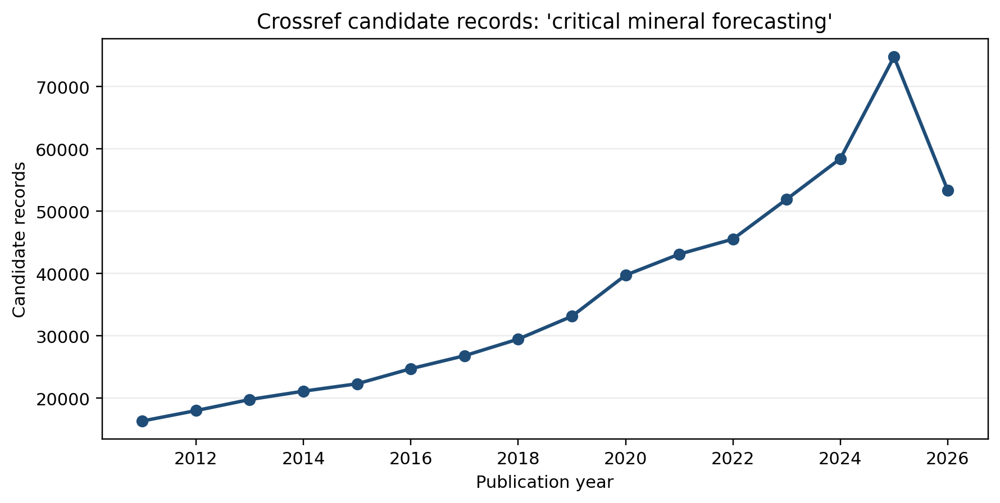 Crossref candidate records: 'critical mineral forecasting'
Candidate records
70000
60000
50000
40000
30000
20000
2012 2014 2016 2018 2020 2022 2024 2026
Publication year